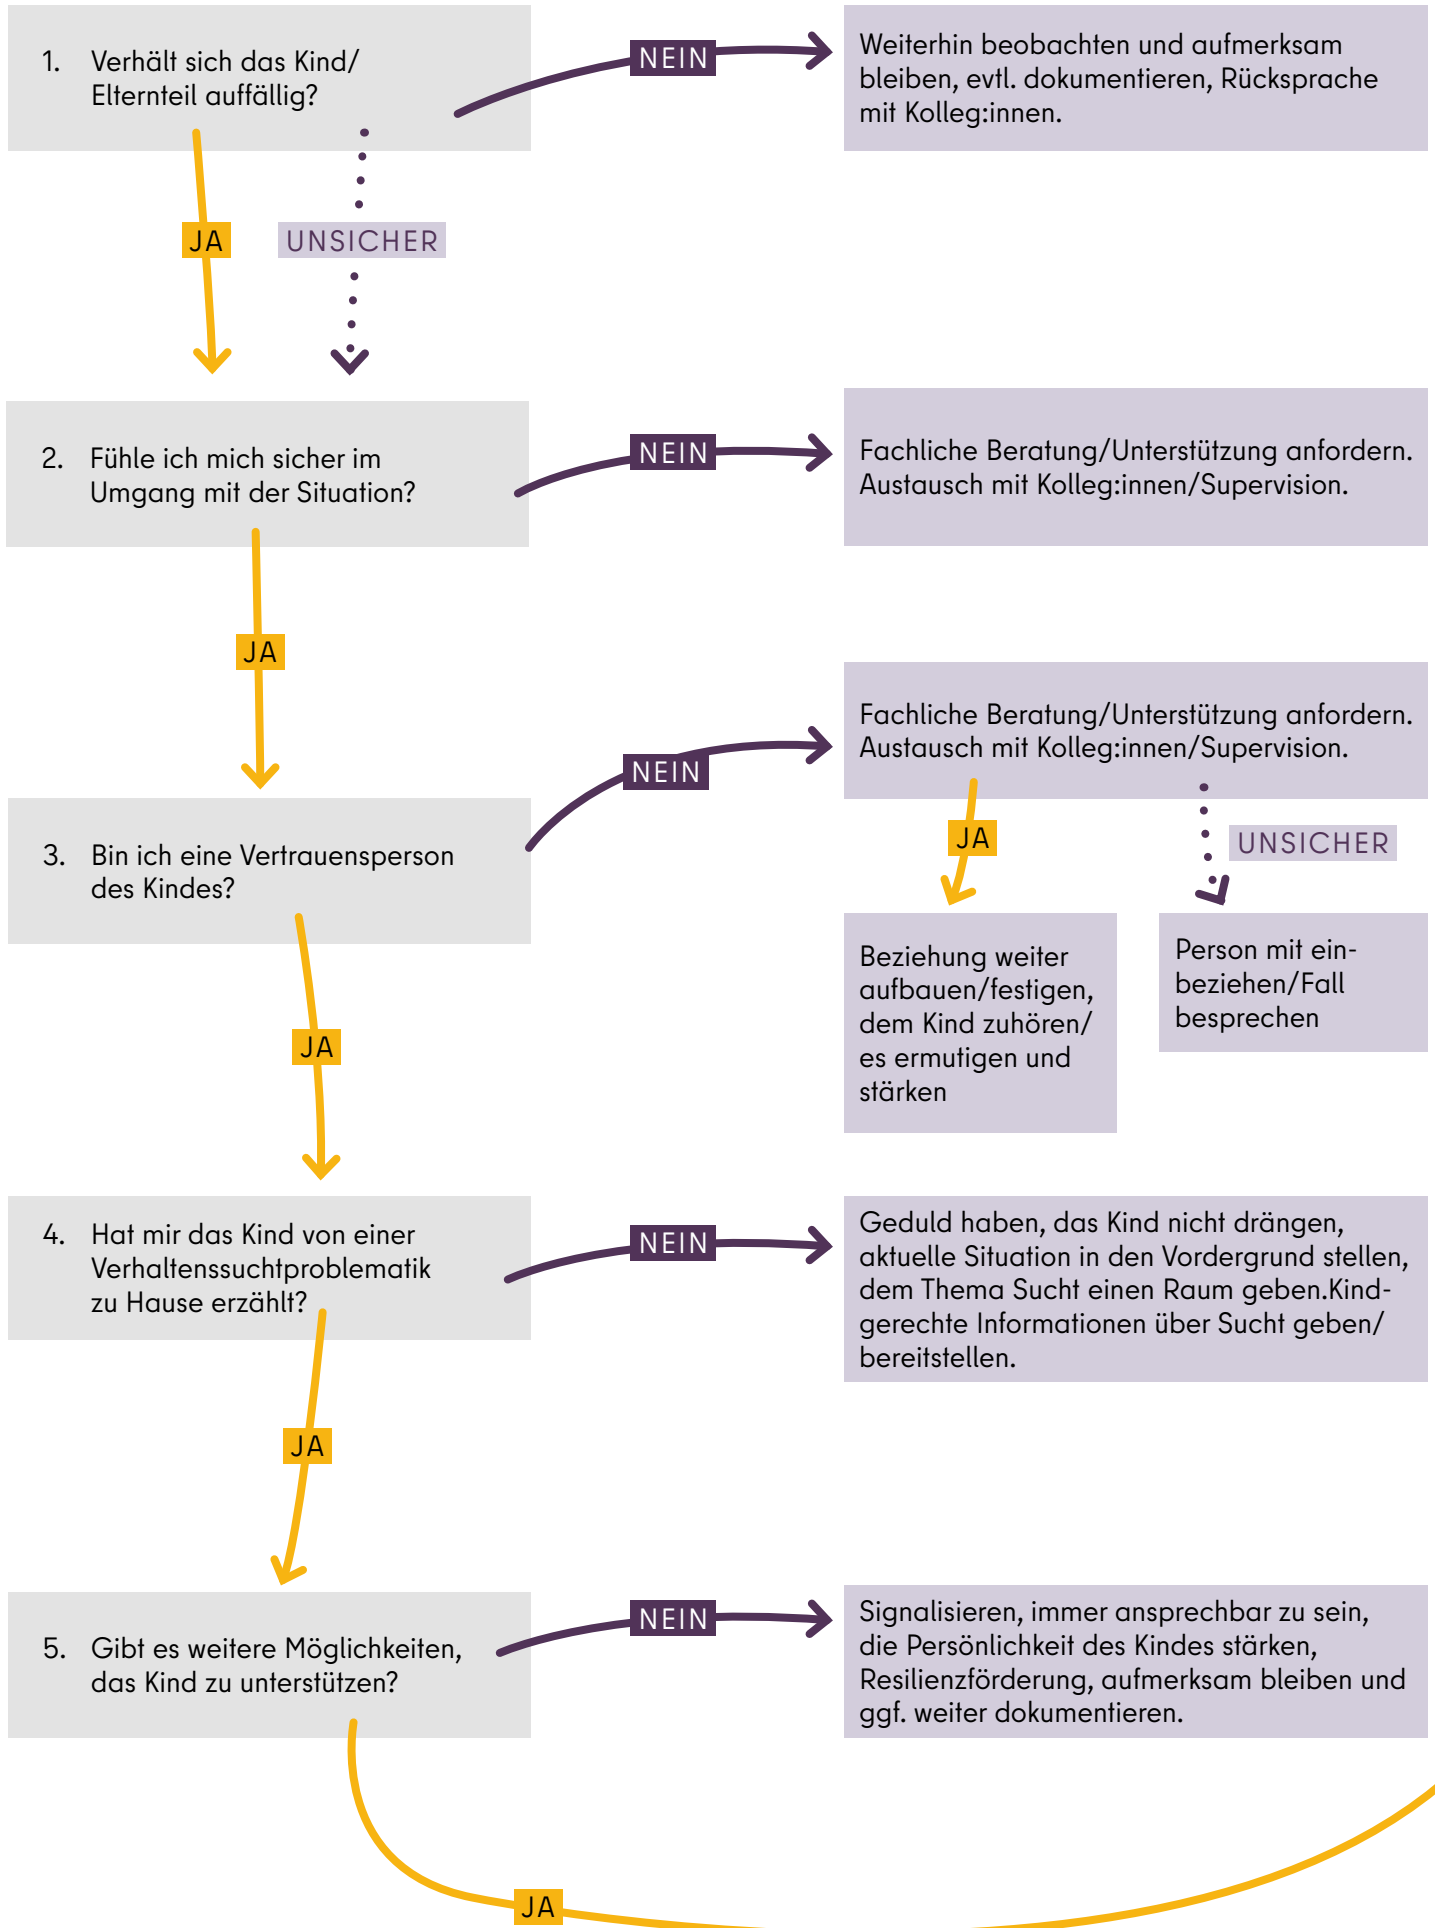 1. Verhält sich das Kind/
Elternteil auffällig?
NEIN
Weiterhin beobachten und aufmerksam
bleiben, evtl. dokumentieren, Rücksprache
mit Kolleg:innen.
JA
UNSICHER
2. Fühle ich mich sicher im
Umgang mit der Situation?
NEIN
Fachliche Beratung/Unterstützung anfordern.
Austausch mit Kolleg:innen/Supervision.
JA
3. Bin ich eine Vertrauensperson
des Kindes?
NEIN
Fachliche Beratung/Unterstützung anfordern.
Austausch mit Kolleg:innen/Supervision.
JA
UNSICHER
Beziehung weiter
aufbauen/festigen,
dem Kind zuhören/
es ermutigen und
stärken
Person mit ein-
beziehen/Fall
besprechen
JA
4. Hat mir das Kind von einer
Verhaltenssuchtproblematik
zu Hause erzählt?
NEIN
Geduld haben, das Kind nicht drängen,
aktuelle Situation in den Vordergrund stellen,
dem Thema Sucht einen Raum geben.Kind-
gerechte Informationen über Sucht geben/
bereitstellen.
JA
5. Gibt es weitere Möglichkeiten,
das Kind zu unterstützen?
NEIN
Signalisieren, immer ansprechbar zu sein,
die Persönlichkeit des Kindes stärken,
Resilienzförderung, aufmerksam bleiben und
ggf. weiter dokumentieren.
JA